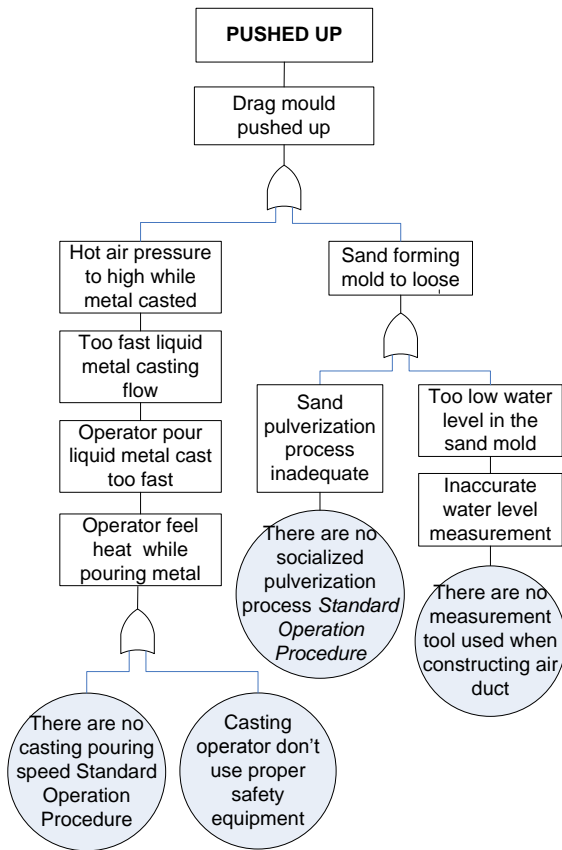 PUSHED UP
Drag mould
pushed up
Hot air pressure
to high while
metal casted
Sand forming
mold to loose
Too fast liquid
metal casting
flow
Sand
pulverization
process
inadequate
Too low water
level in the
sand mold
Operator pour
liquid metal cast
too fast
Inaccurate
water level
measurement
Operator feel
heat while
pouring metal
There are no
socialized
pulverization
process Standard
Operation
Procedure
There are no
measurement
tool used when
constructing air
duct
There are no
casting pouring
speed Standard
Operation
Procedure
Casting
operator don't
use proper
safety
equipment